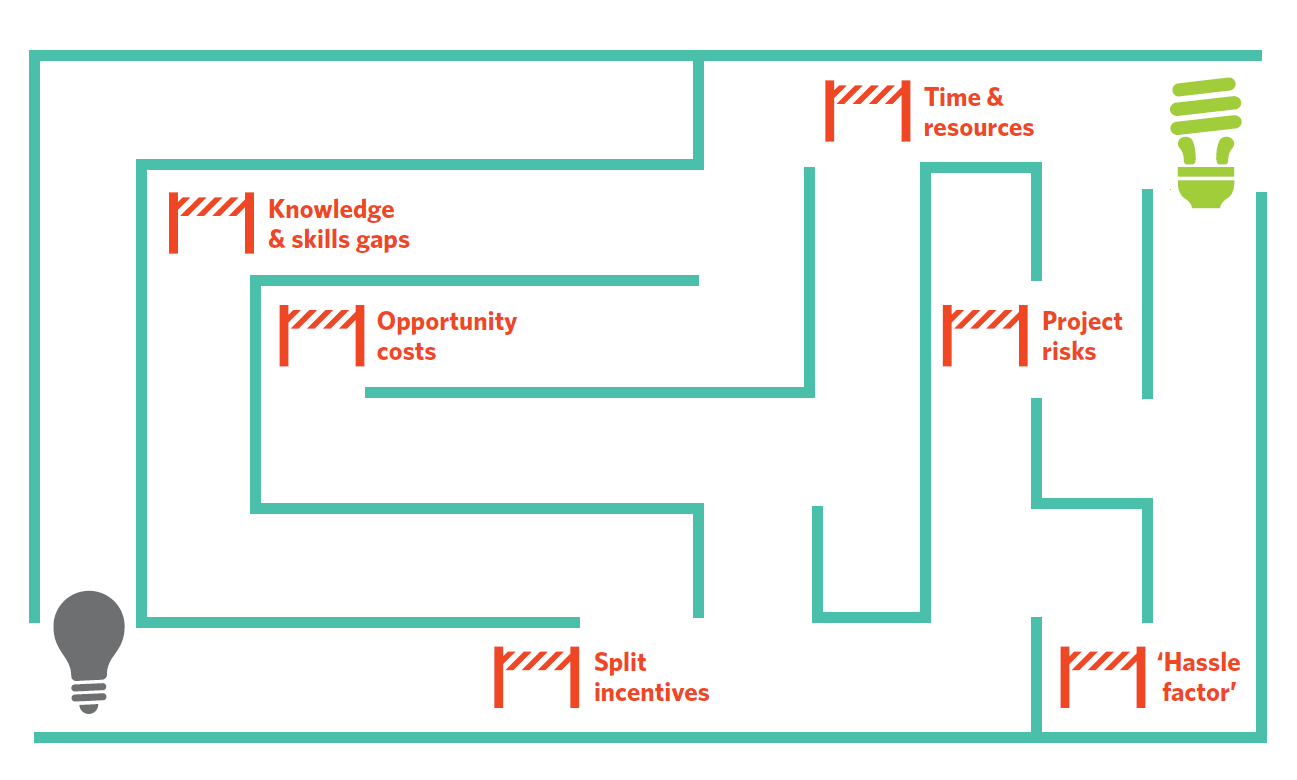 Time &
resources
Knowledge
& skills gaps
Opportunity
costs
Project
risks
Split
incentives
‘Hassle
factor’